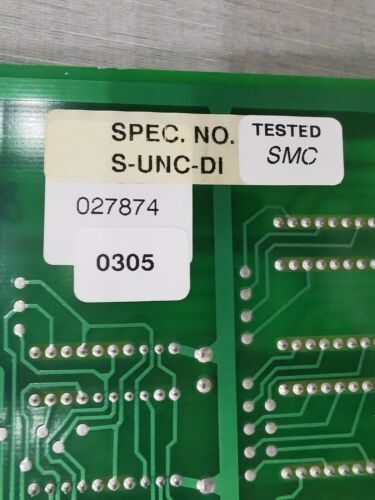 SPEC. NO.
S-UNC-DI
TESTED
SMC
027874
0305